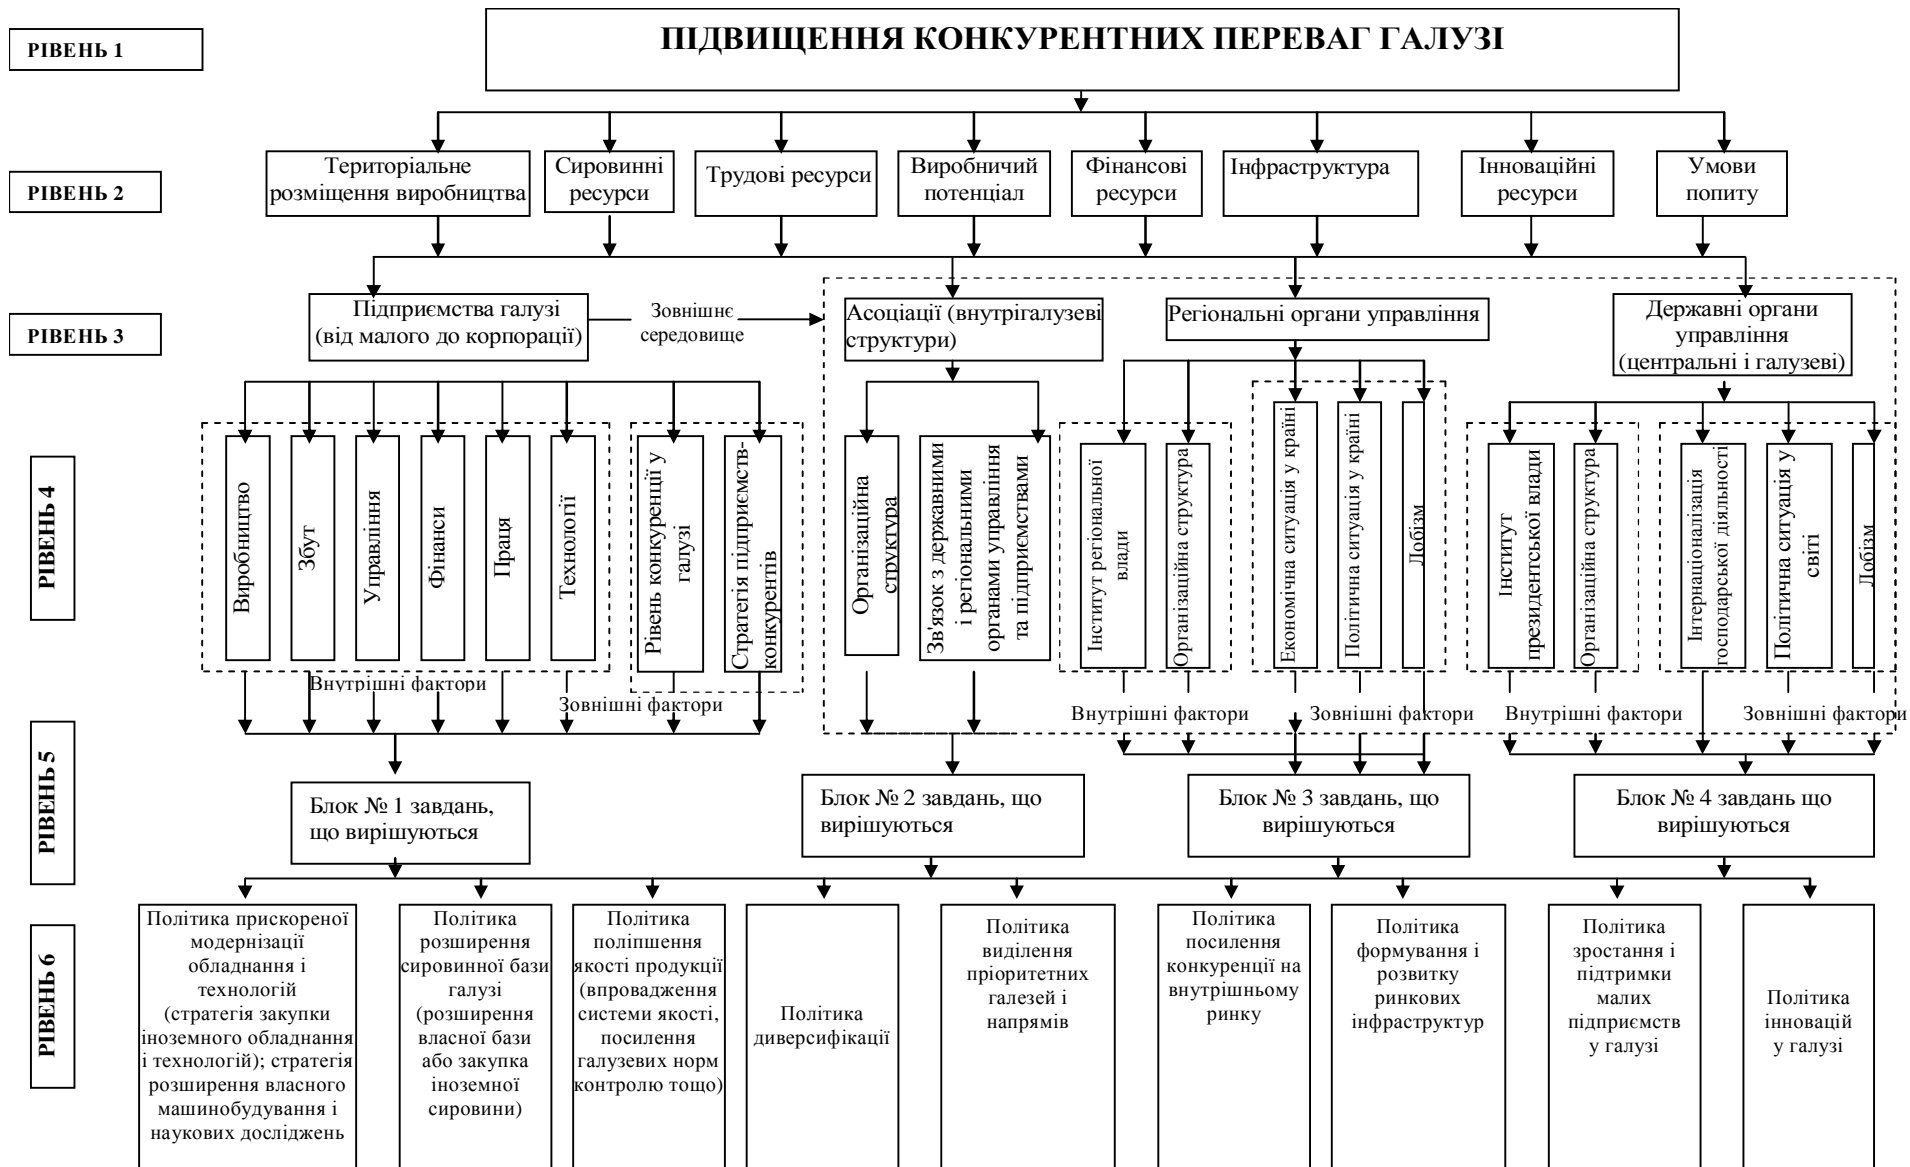 РІВЕНЬ 1
ПІДВИЩЕННЯ КОНКУРЕНТНИХ ПЕРЕВАГ ГАЛУЗІ
РІВЕНЬ 2
Територіальне
розміщення виробництва
Сировинні
ресурси
Трудові ресурси
Виробничий
потенціал
Фінансові
ресурси
Інфраструктура
Інноваційні
ресурси
Умови
попиту
РІВЕНЬ 3
Підприємства галузі
(від малого до корпорації)
Зовнішнє
середовище
Асоціації (внутрігалузеві
структури)
Регіональні органи управління
Державні органи
управління
(центральні і галузеві)
РІВЕНЬ 4
Виробництво
Збут
Управління
Фінанси
Праця
Технології
Рівень конкуренції у
галузі
Стратегія підприємств-
конкурентів
Організаційна
структура
Зв'язок з державними
і регіональними
органами управління
та підприємствами
Інститут регіональної
влади
Організаційна структура
Економічна ситуація у країні
Політична ситуація у країні
Лобізм
Інститут
президентської влади
Організаційна структура
Інтернаціоналізація
господарської діяльності
Політична ситуація у
світі
Лобізм
Внутрішні фактори
Зовнішні фактори
Внутрішні фактори
Зовнішні фактори
Внутрішні фактори
Зовнішні фактори
РІВЕНЬ 5
Блок № 1 завдань,
що вирішуються
Блок № 2 завдань, що
вирішуються
Блок № 3 завдань, що
вирішуються
Блок № 4 завдань що
вирішуються
РІВЕНЬ 6
Політика прискореної
модернізації
обладнання і
технологій
(стратегія закупки
іноземного обладнання
і технологій); стратегія
розширення власного
машинобудування і
наукових досліджень
Політика
розширення
сировинної бази
галузі
(розширення
власної бази
або закупка
іноземної
сировини)
Політика
поліпшення
якості продукції
(впровадження
системи якості,
посилення
галузевих норм
контролю тощо)
Політика
диверсифікації
Політика
виділення
пріоритетних
галезей і
напрямів
Політика
посилення
конкуренції на
внутрішньому
ринку
Політика
формування і
розвитку
ринкових
інфраструктур
Політика
зростання і
підтримки
малих
підприємств
у галузі
Політика
інновацій
у галузі